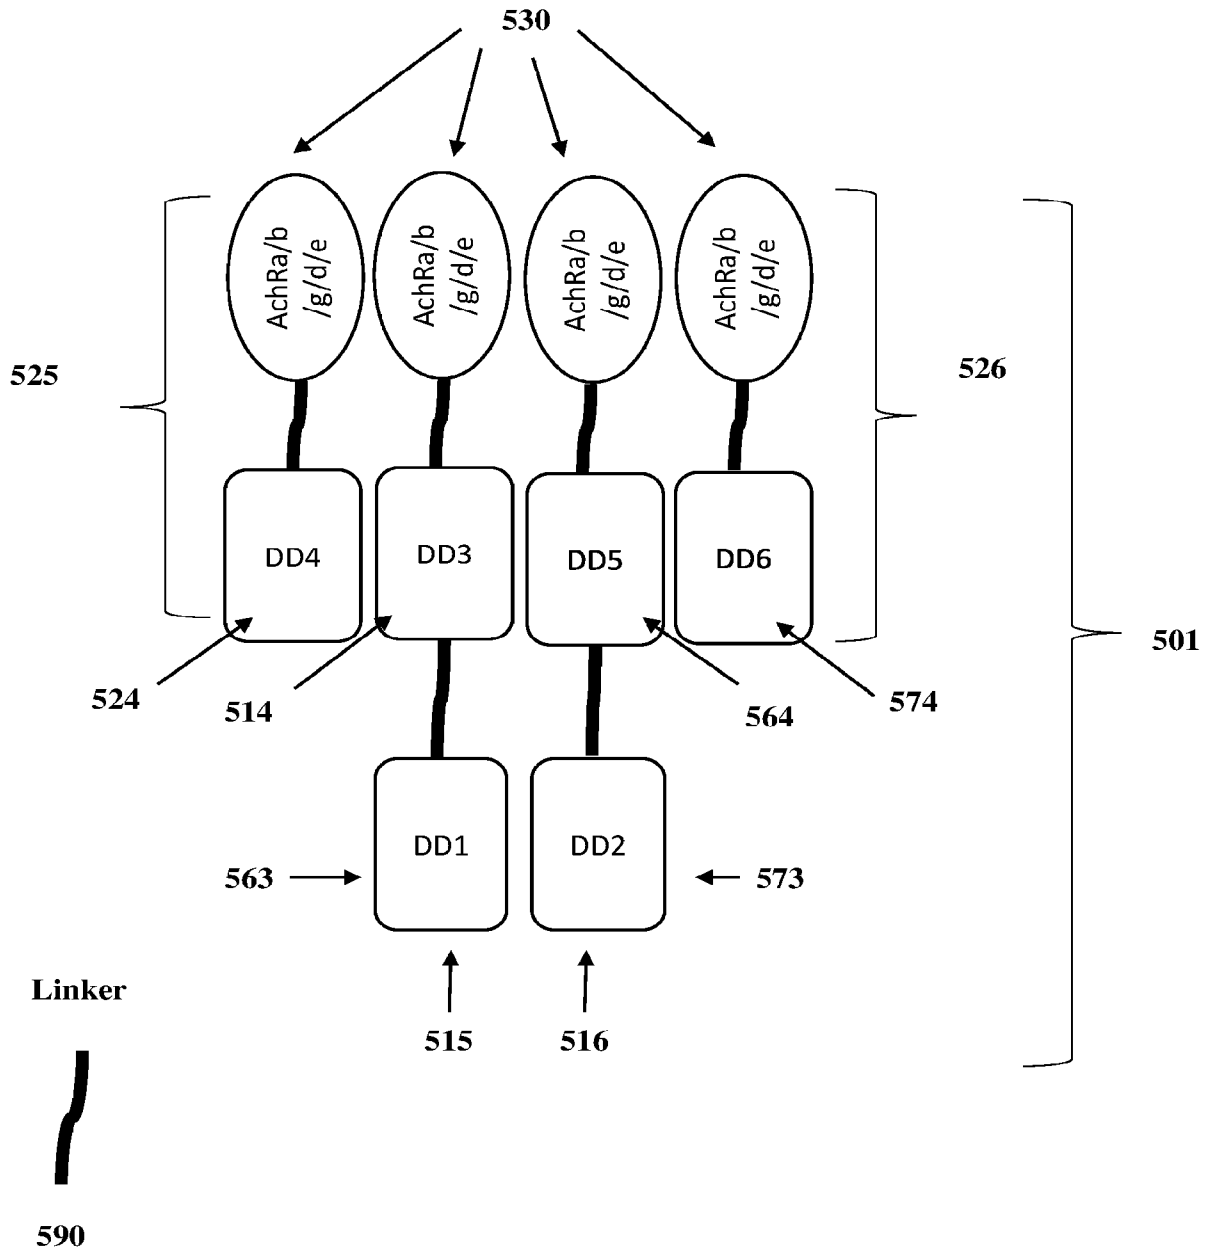 530
AchRa/b
/g/d/e
AchRa/b
/g/d/e
AchRa/b
/g/d/e
AchRa/b
/g/d/e
525
526
DD4
DD3
DD5
DD6
501
524
514
564
574
DD1
DD2
563
573
Linker
515
516
590